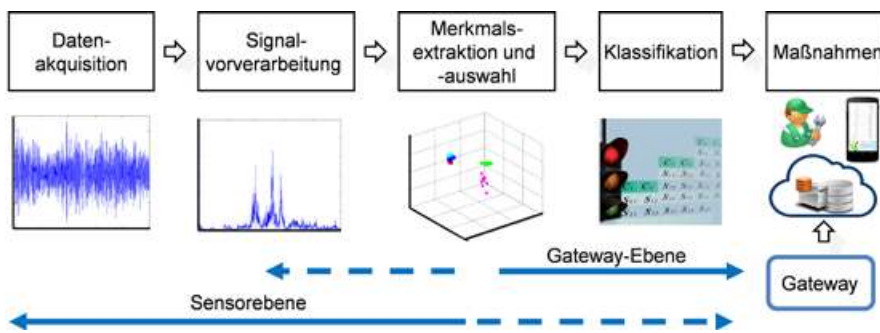 Daten-
akquisition
Signal-
vorverarbeitung
Merkmals-
extraktion und
-auswahl
Klassifikation
Maßnahmen
Gateway-Ebene
Gateway
Sensorebene